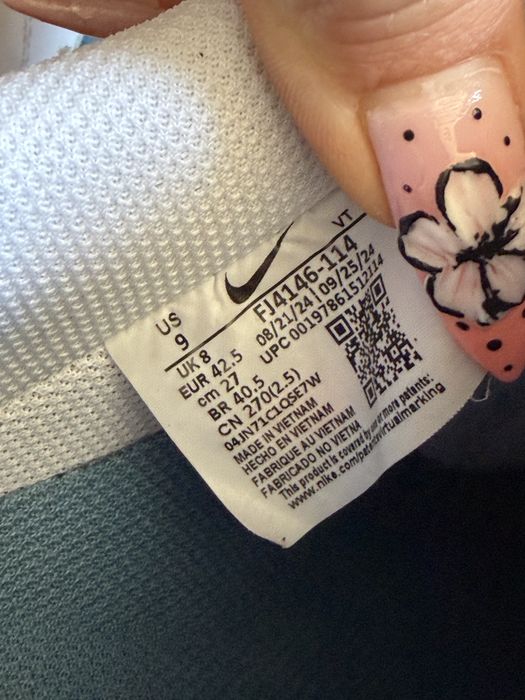 VT
US
9
UK 8
EUR 42.5
cm 27
BR 40.5
CN 270(2.5)
FJ4146-114
08/21/24 | 09/25/24
UPC 00197861512114
04JN71CLQSE7W
MADE IN VIETNAM
HECHO EN VIETNAM
FABRIQUE AU VIETNAM
FABRICADO NO VIETNA
This product is covered by one or more patents:
www.nike.com/patentvirtualmarking